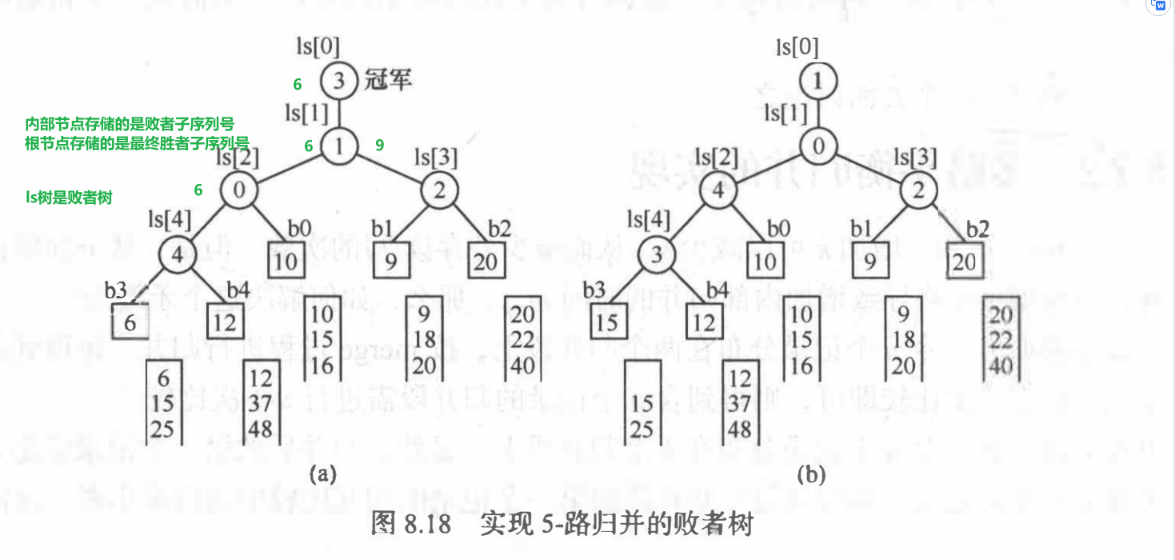 ls[0]
3
冠军
6
ls[1]
1
6
9
内部节点存储的是败者子序列号
根节点存储的是最终胜者子序列号
ls树是败者树
ls[2]
0
6
ls[3]
2
ls[4]
4
b0
10
b1
9
b2
20
b3
6
b4
12
6
15
25
12
37
48
10
15
16
9
18
20
20
22
40
(a)
ls[0]
1
ls[1]
0
ls[2]
4
ls[3]
2
ls[4]
3
b0
10
b1
9
b2
20
b3
15
b4
12
15
25
12
37
48
10
15
16
9
18
20
20
22
40
(b)
图 8.18 实现 5-路归并的败者树